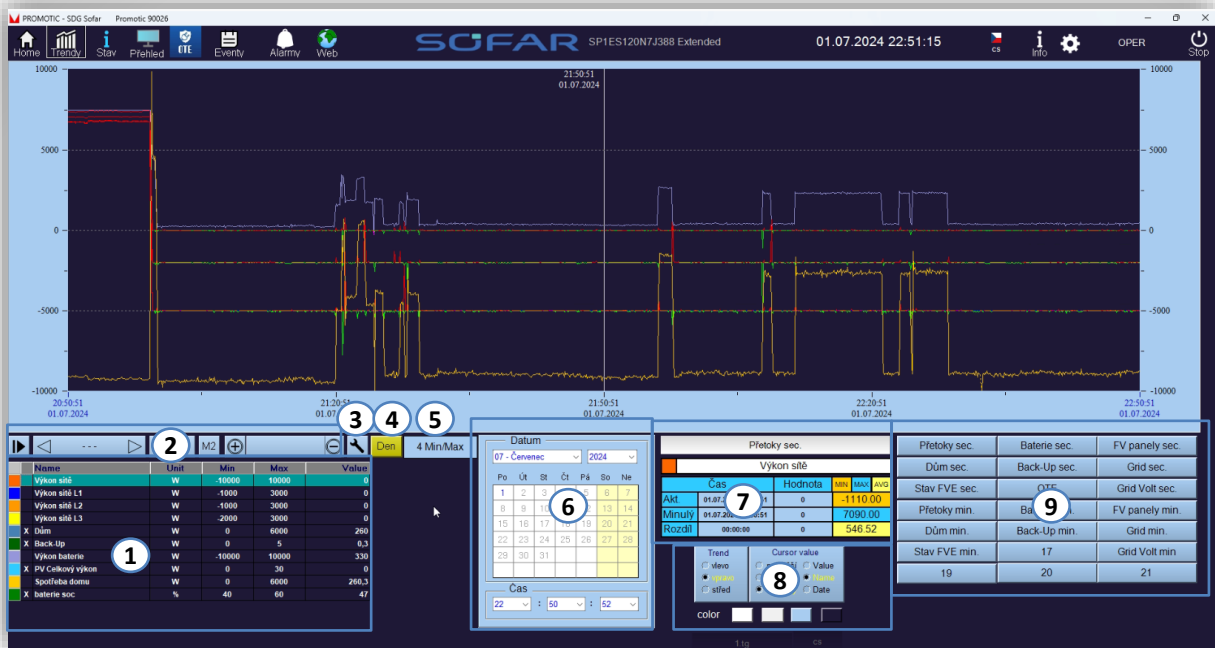 PROMOTIC - SDG Sofar Promotic 90026
Home Trendy Stav Přehled OTE Eventy Alarmy Web SOFAR SP1ES120N7J388 Extended 01.07.2024 22:51:15 cs Info OPER Stop
21:50:51
01.07.2024
10000 10000
5000 5000
0 0
-5000 -5000
-10000 -10000
20:50:51 21:20:51 21:50:51 22:20:51 22:50:51
01.07.2024 01.07 01.07.2024 01.07.2024 01.07.2024
3 4 5
--- 2 M2 Den 4 Min/Max
Name Unit Min Max Value
Výkon sítě W -10000 10000 0
Výkon sítě L1 W -1000 3000 0
Výkon sítě L2 W -1000 3000 0
Výkon sítě L3 W -2000 3000 0
X Dům W 0 6000 260
X Back-Up W 0 5 0,3
Výkon baterie W -10000 10000 330
X PV Celkový výkon W 0 30 0
Spotřeba domu W 0 6000 260,3
X baterie soc % 40 60 47
1
Datum
07 - Červenec 2024
Po Út St Čt Pá So Ne
1 2 3 5 6 7
8 9 10 12 13 14
15 16 17 18 19 20 21
22 23 24 25 26 27 28
29 30 31
6
Čas
22 : 50 : 52
Přetoky sec.
Výkon sítě
Čas Hodnota MIN MAX AVG
Akt. 01.07. 51 0 -1110.00
Minulý 01.07.20 :51 0 7090.00
Rozdíl 00:00:00 0 546.52
7
Trend Cursor value
vlevo Value
vpravo Name
střed Date
8
color
1 tg cs
Přetoky sec. Baterie sec. FV panely sec.
Dům sec. Back-Up sec. Grid sec.
Stav FVE sec. OTE Grid Volt sec.
Přetoky min. FV panely min.
Dům min. Back-Up min. Grid min.
Stav FVE min. 17 Grid Volt min
19 20 21
9